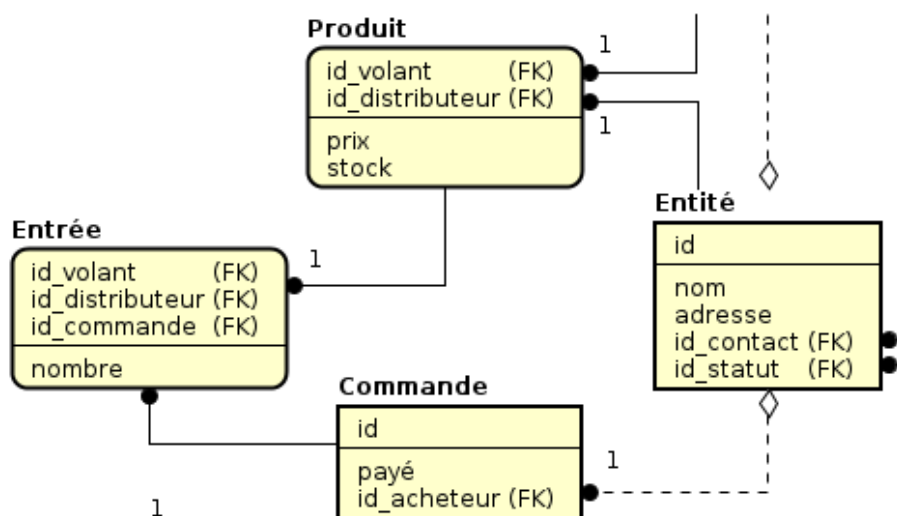 Produit
1
id_volant (FK)
id_distributeur (FK)
1
prix
stock
Entité
id
nom
adresse
id_contact (FK)
id_statut (FK)
Entrée
1
id_volant (FK)
id_distributeur (FK)
id_commande (FK)
nombre
Commande
id
payé
id_acheteur (FK)
1
1